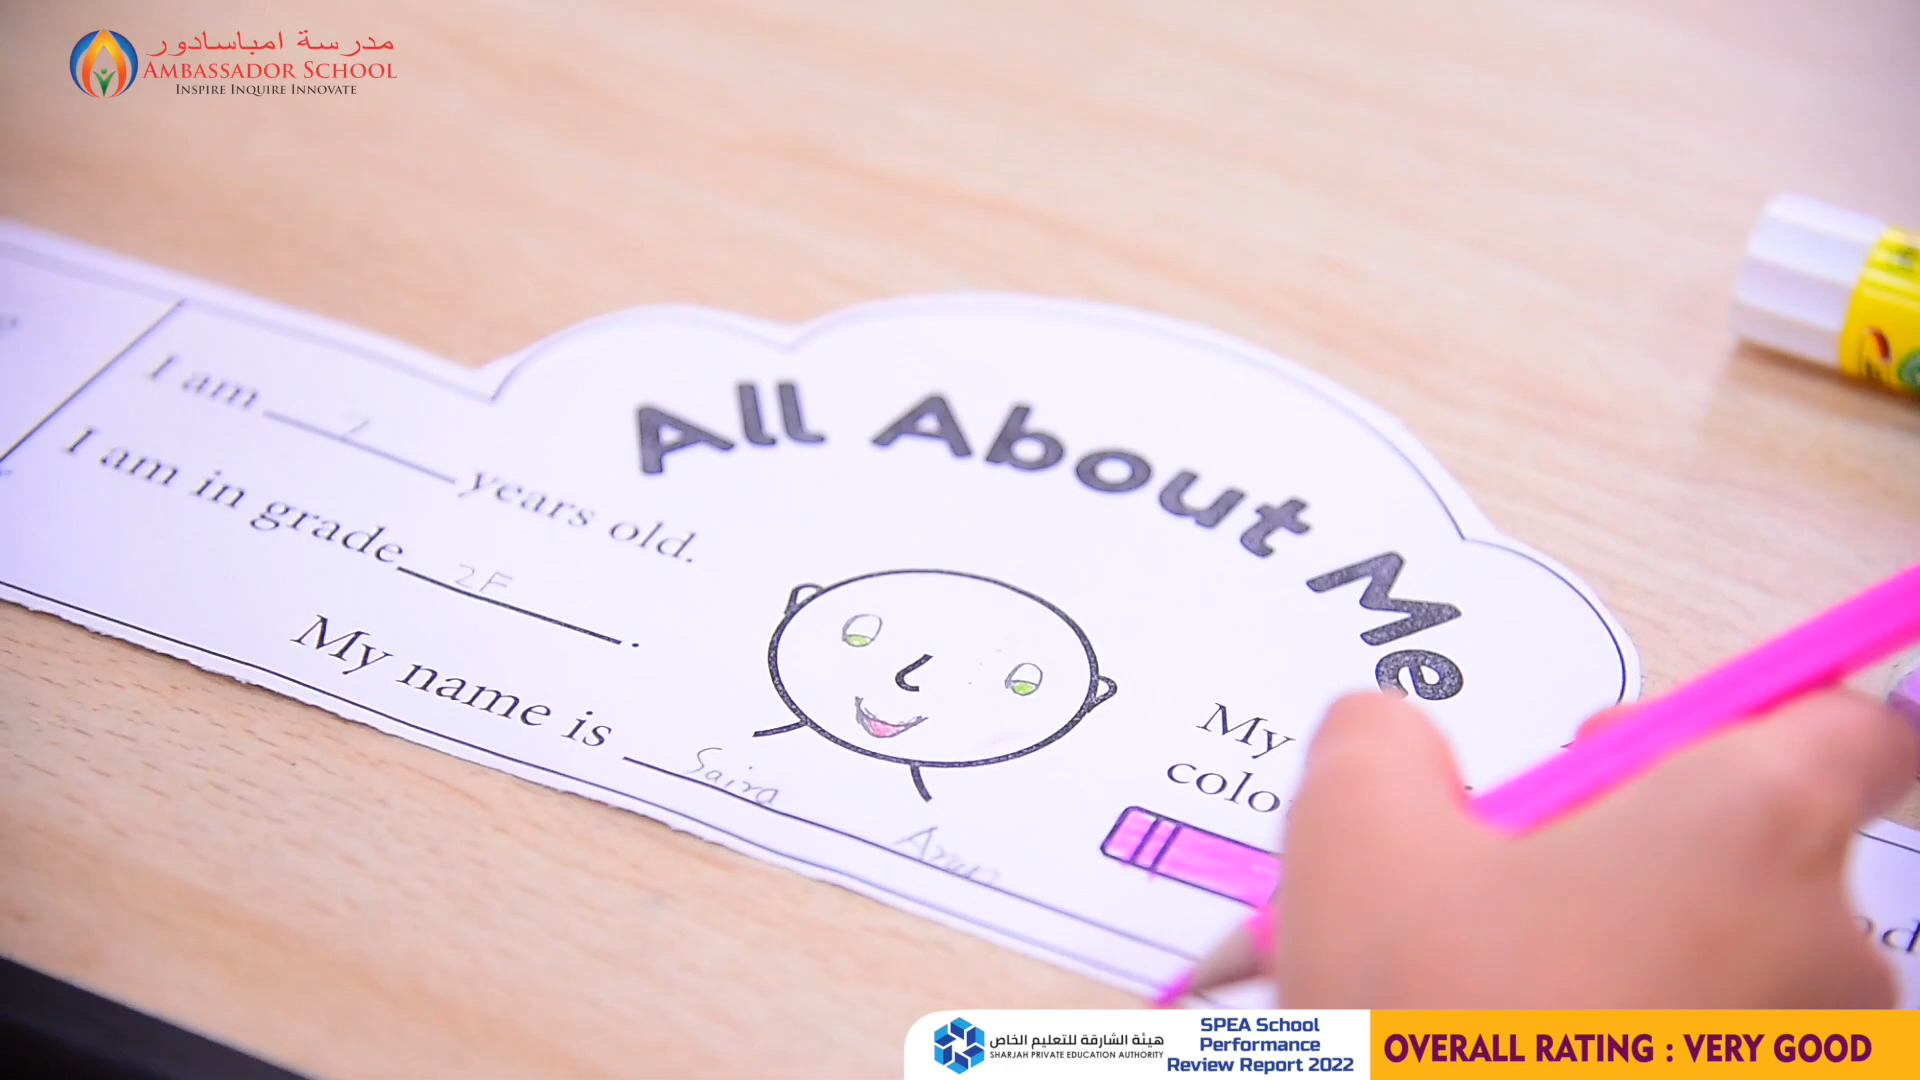 مدرسة امباسادور
AMBASSADOR SCHOOL
INSPIRE INQUIRE INNOVATE
All About Me
I am 7 years old.
I am in grade 2F.
My name is Saira Arun
My
colo
هيئة الشارقة للتعليم الخاص
SHARJAH PRIVATE EDUCATION AUTHORITY
SPEA School
Performance
Review Report 2022
OVERALL RATING : VERY GOOD